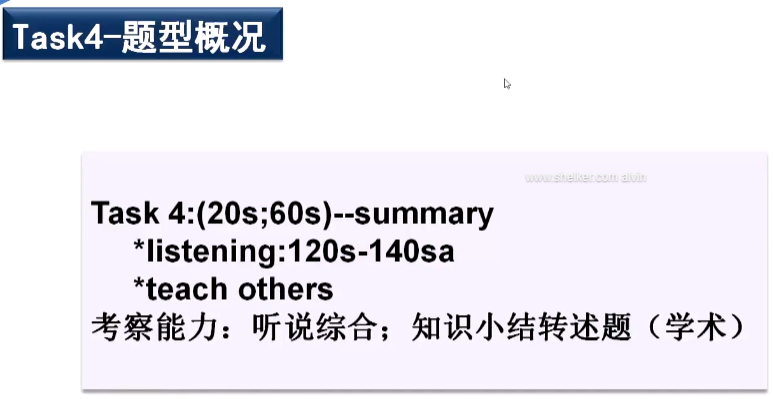 Task4-题型概况
www.sheiker.com alvin
Task 4:(20s;60s)--summary
*listening:120s-140sa
*teach others
考察能力：听说综合；知识小结转述题（学术）